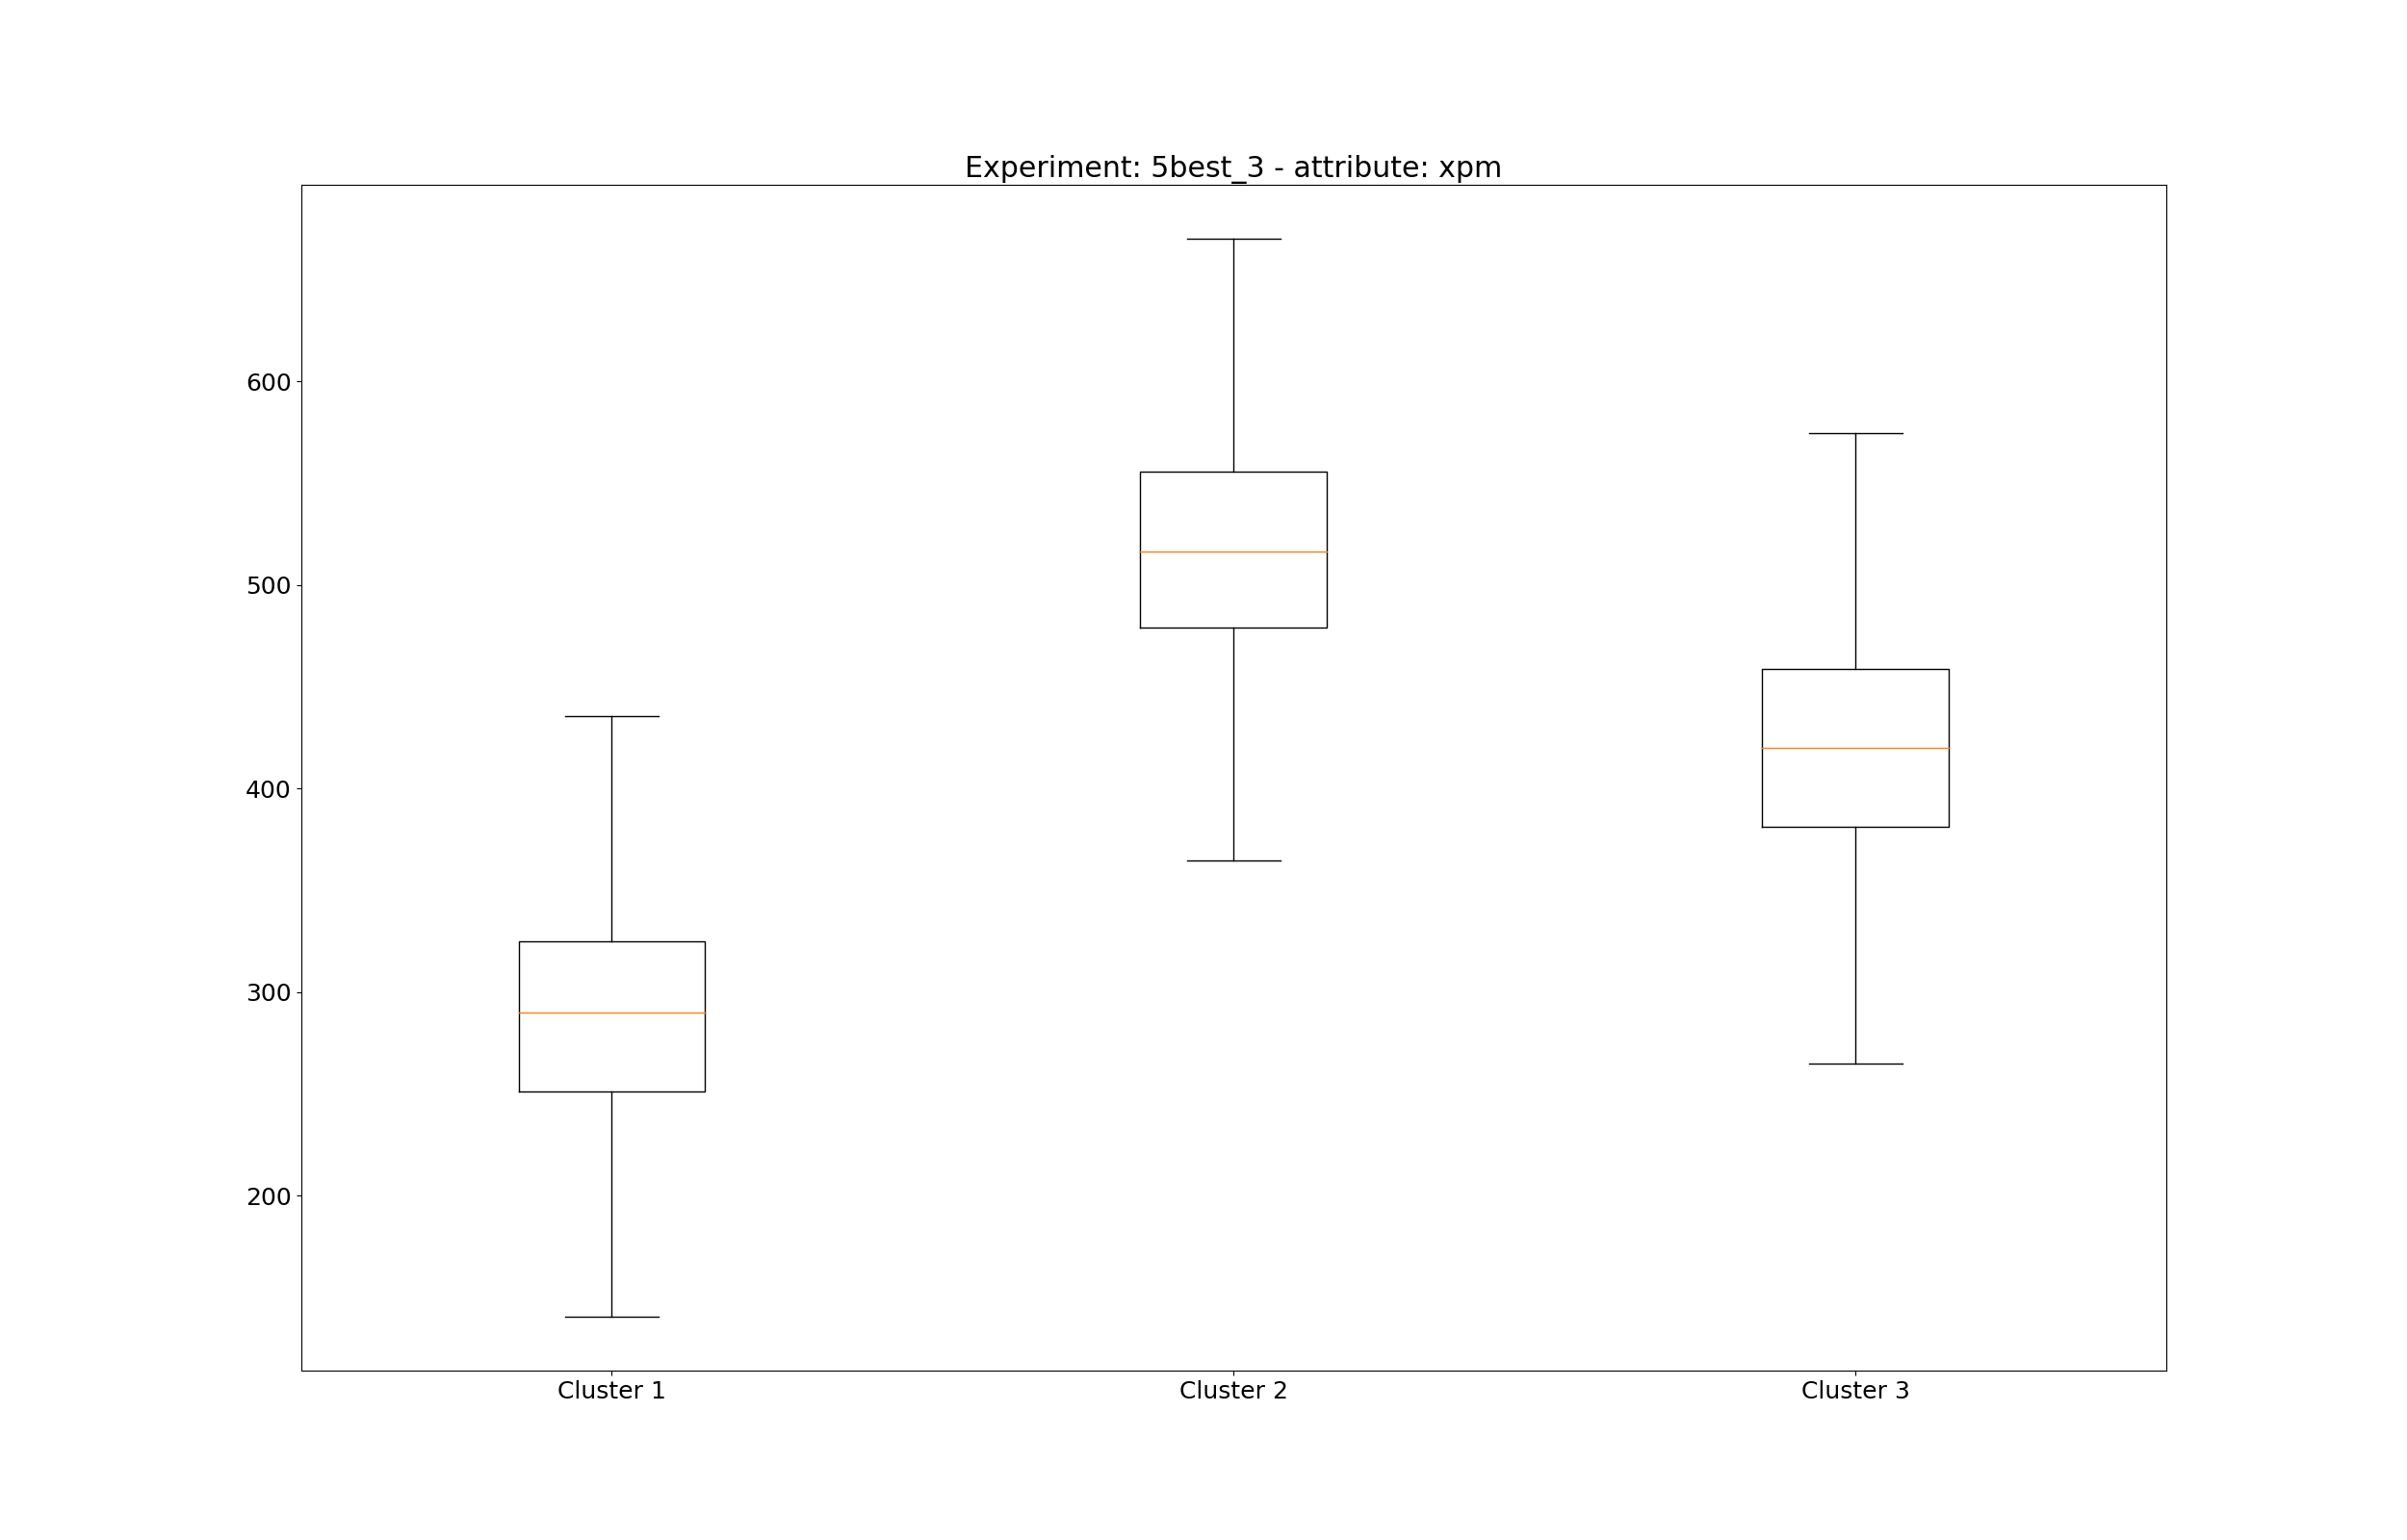 Experiment: 5best_3 - attribute: xpm
600
500
400
300
200
Cluster 1
Cluster 2
Cluster 3